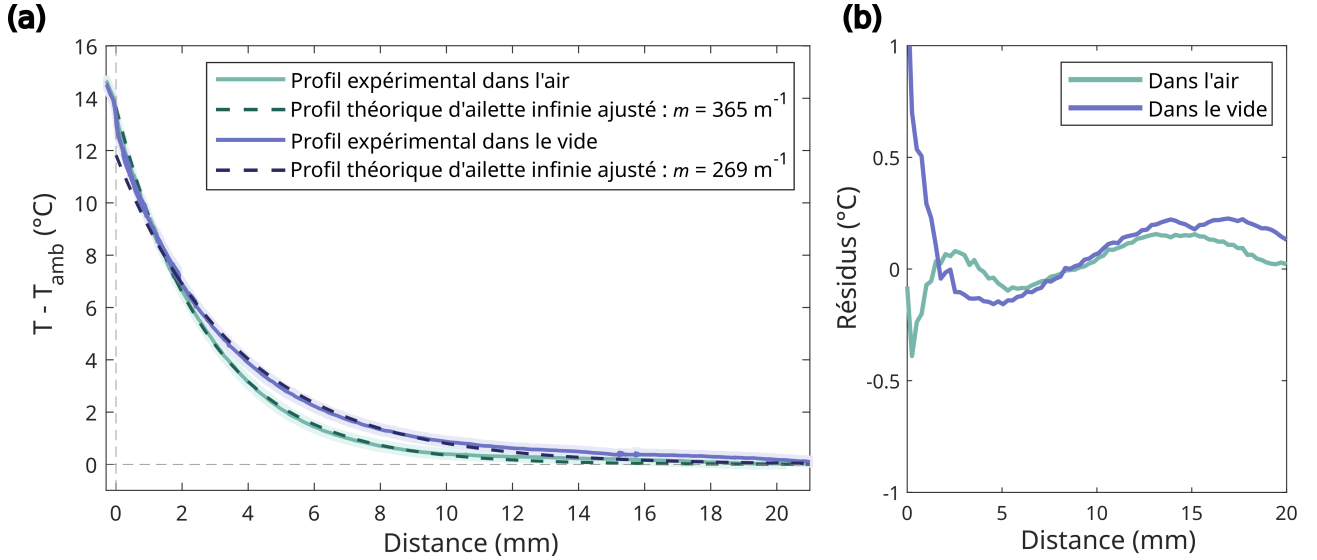 (a)
16
14
12
10
8
6
4
2
0
T - Tamb (°C)
Profil expérimental dans l'air
Profil théorique d'ailette infinie ajusté : m = 365 m-1
Profil expérimental dans le vide
Profil théorique d'ailette infinie ajusté : m = 269 m-1
0 2 4 6 8 10 12 14 16 18 20
Distance (mm)
(b)
1
0.5
0
-0.5
-1
Résidus (°C)
Dans l'air
Dans le vide
0 5 10 15 20
Distance (mm)